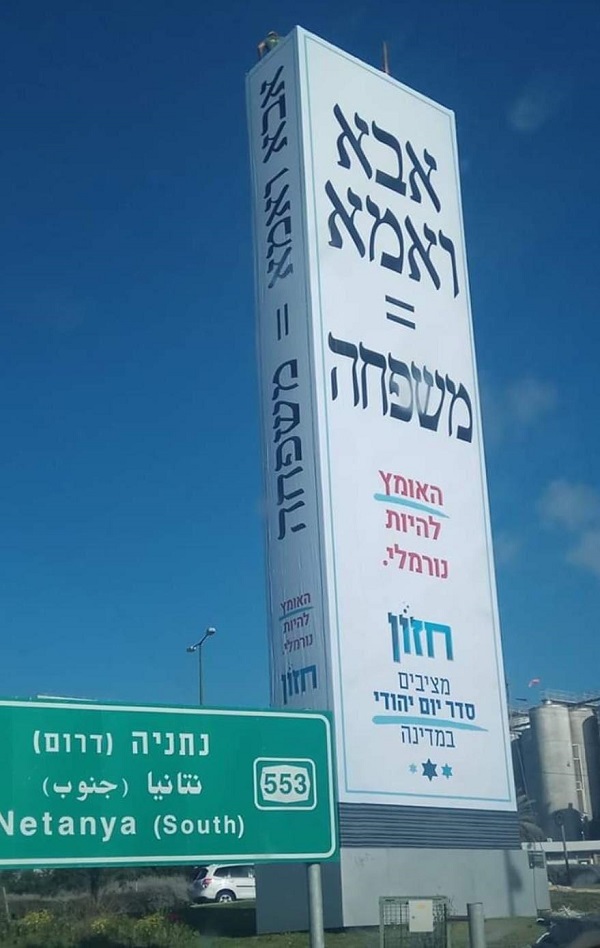 אבא
ואמא
=
משפחה
האומץ
להיות
נורמלי.
חזון
מציבים
סדר יום יהודי
במדינה
אבא ואמא = משפחה
האומץ
להיות
נורמלי.
חזון
נתניה (דרום)
نتانيا (جنوب)
Netanya (South)
553